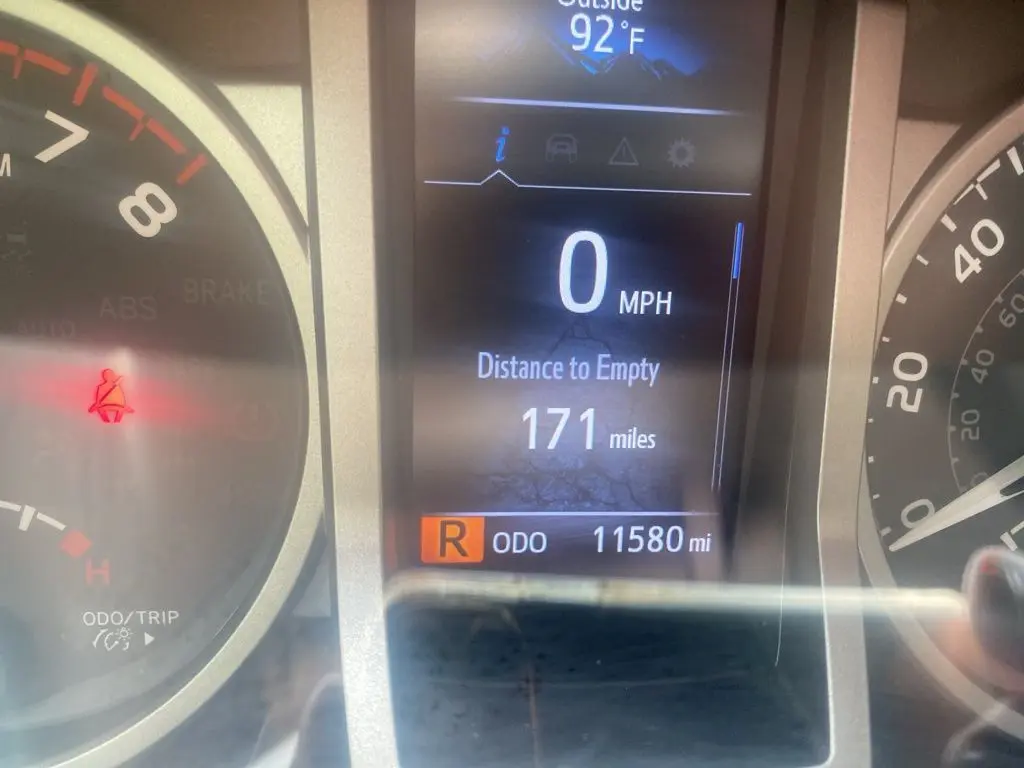 Outside
92°F
7
8
i
0 MPH
Distance to Empty
171 miles
R ODO 11580 mi
BRAKE
ABS
AUTO
H
ODO/TRIP
40
20
0
60
40
20